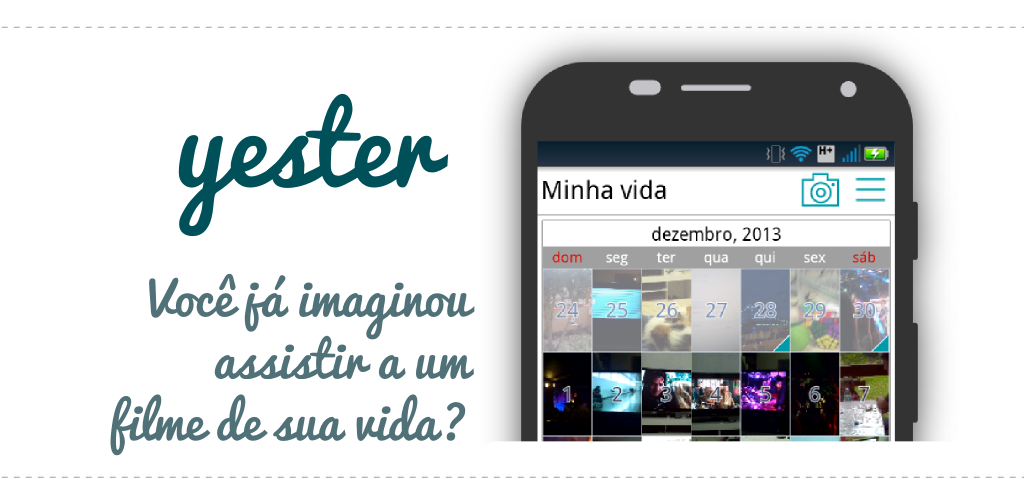 yester
Você já imaginou
assistir a um
filme de sua vida?
H+
Minha vida
dezembro, 2013
dom seg ter qua qui sex sáb
24 25 26 27 28 29 30
1 2 3 4 5 6 7